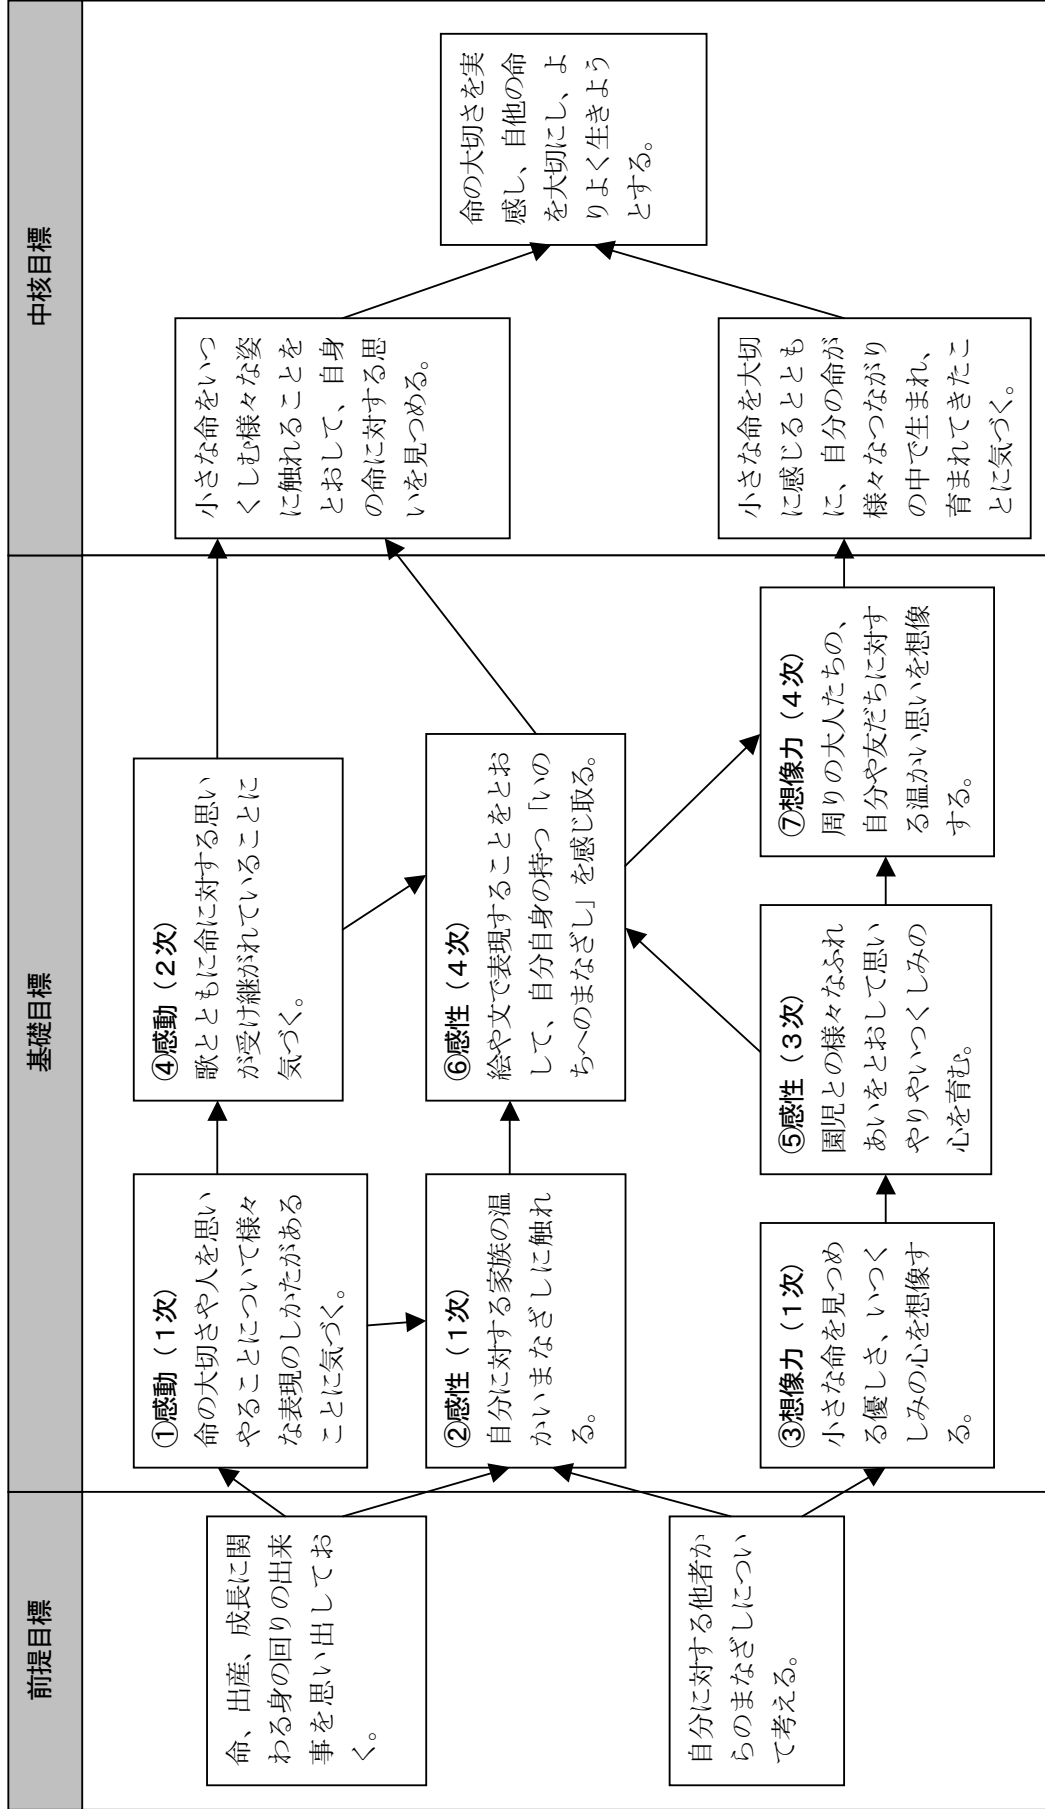 前提目標
基礎目標
中核目標
命、出産、成長に関
わる身の回りの出来
事を思い出してお
く。
自分に対する他者か
らのまなざしについ
て考える。
①感動（１次）
命の大切さや人を思い
やることについて様々
な表現のしかたがある
ことに気づく。
②感性（１次）
自分に対する家族の温
かいまなざしに触れ
る。
③想像力（１次）
小さな命を見つめ
る優しさ、いつく
しみの心を想像す
る。
④感動（２次）
歌とともに命に対する思い
が受け継がれていることに
気づく。
⑥感性（４次）
絵や文で表現することをとお
して、自分自身の持つ「いの
ちへのまなざし」を感じ取る。
⑤感性（３次）
園児との様々なふれ
あいをとおして思い
やりやいつくしみの
心を育む。
⑦想像力（４次）
周りの大人たちの、
自分や友だちに対す
る温かい思いを想像
する。
小さな命をいつ
くしむ様々な姿
に触れることを
とおして、自身
の命に対する思
いを見つめる。
小さな命を大切
に感じるととも
に、自分の命が
様々なつながり
の中で生まれ、
育まれてきたこ
とに気づく。
命の大切さを実
感し、自他の命
を大切にし、よ
りよく生きよう
とする。